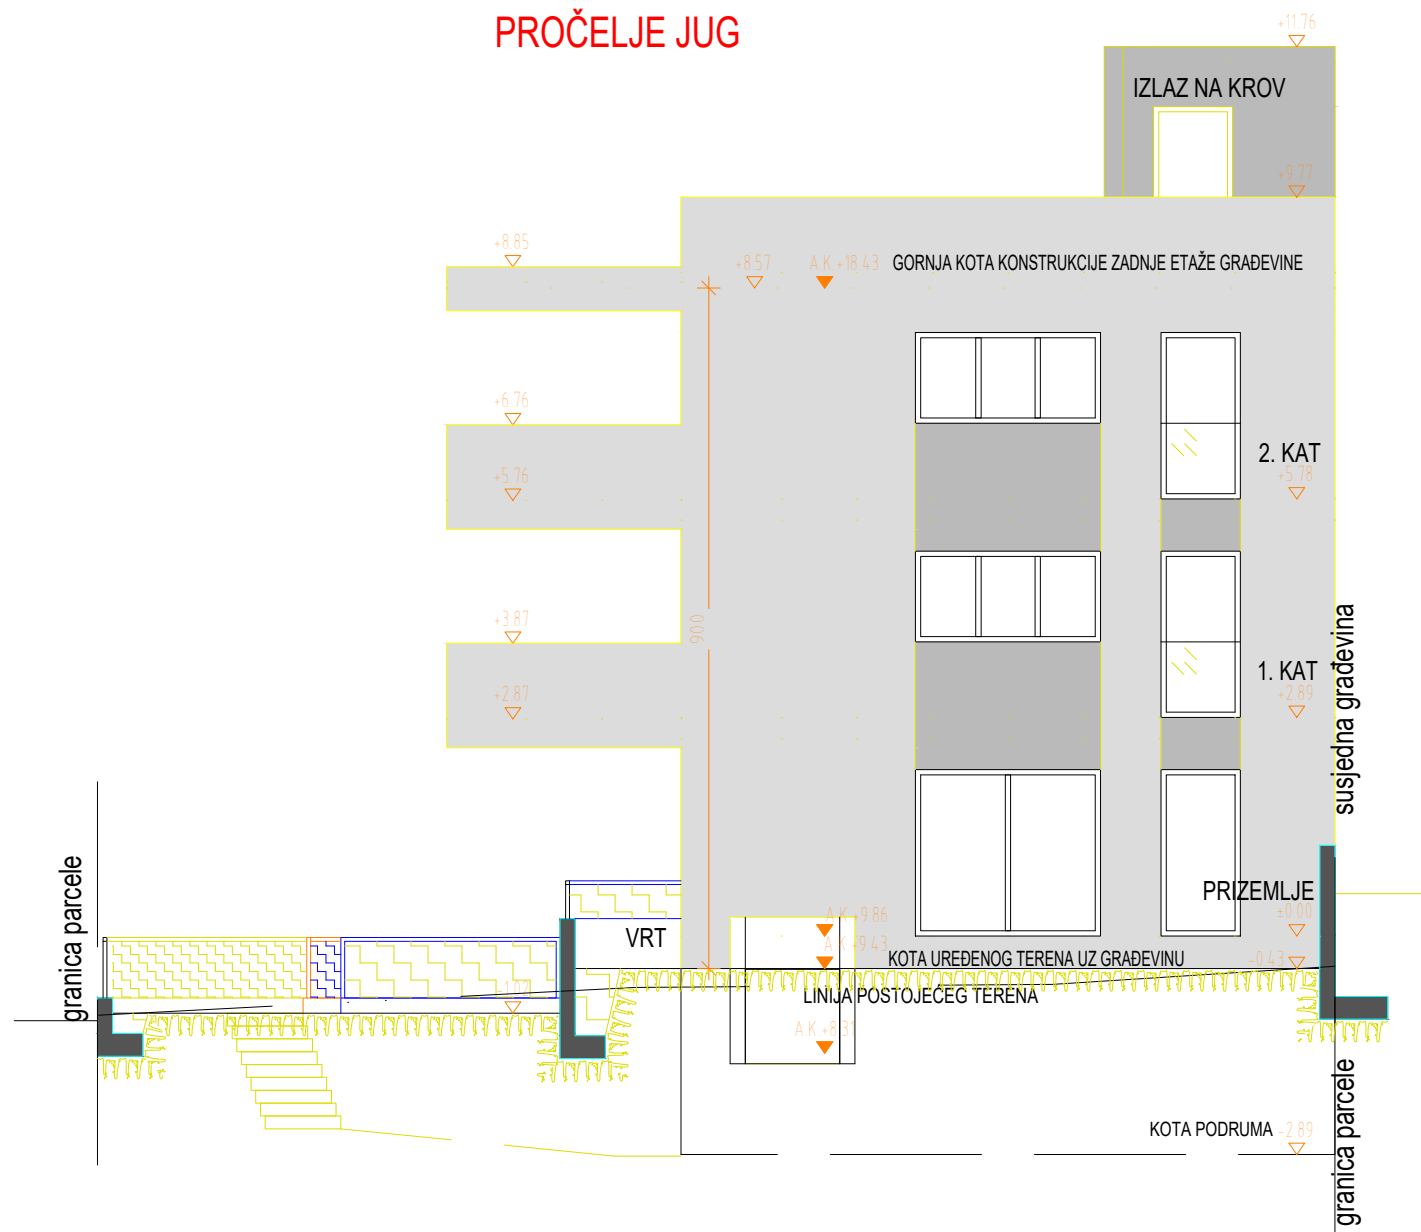 PROČELJE JUG
+11.76
IZLAZ NA KROV
+9.77
+8.85
+8.57
A.K.+18.43
GORNJA KOTA KONSTRUKCIJE ZADNJE ETAŽE GRAĐEVINE
+6.76
2. KAT
+5.76
+5.78
+3.87
900
1. KAT
+2.87
+2.89
susjedna građevina
granica parcele
PRIZEMLJE
±0.00
A.K.+9.86
VRT
A.K.+9.43
KOTA UREĐENOG TERENA UZ GRAĐEVINU
-0.43
LINIJA POSTOJEĆEG TERENA
A.K.+8.31
KOTA PODRUMA
-2.89
granica parcele